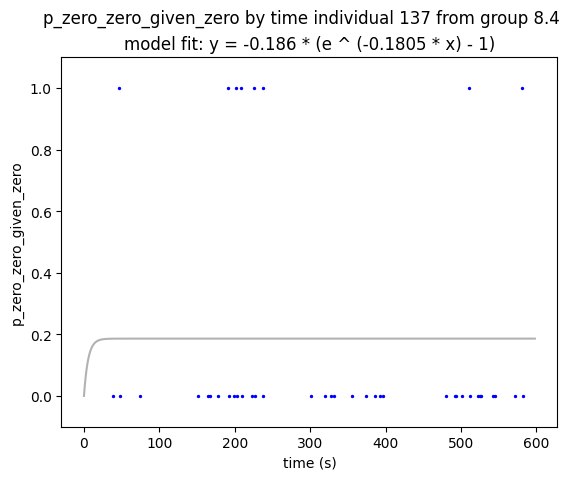 p_zero_zero_given_zero by time individual 137 from group 8.4
model fit: y = -0.186 * (e ^ (-0.1805 * x) - 1)
p_zero_zero_given_zero
1.0
0.8
0.6
0.4
0.2
0.0
0 100 200 300 400 500 600
time (s)